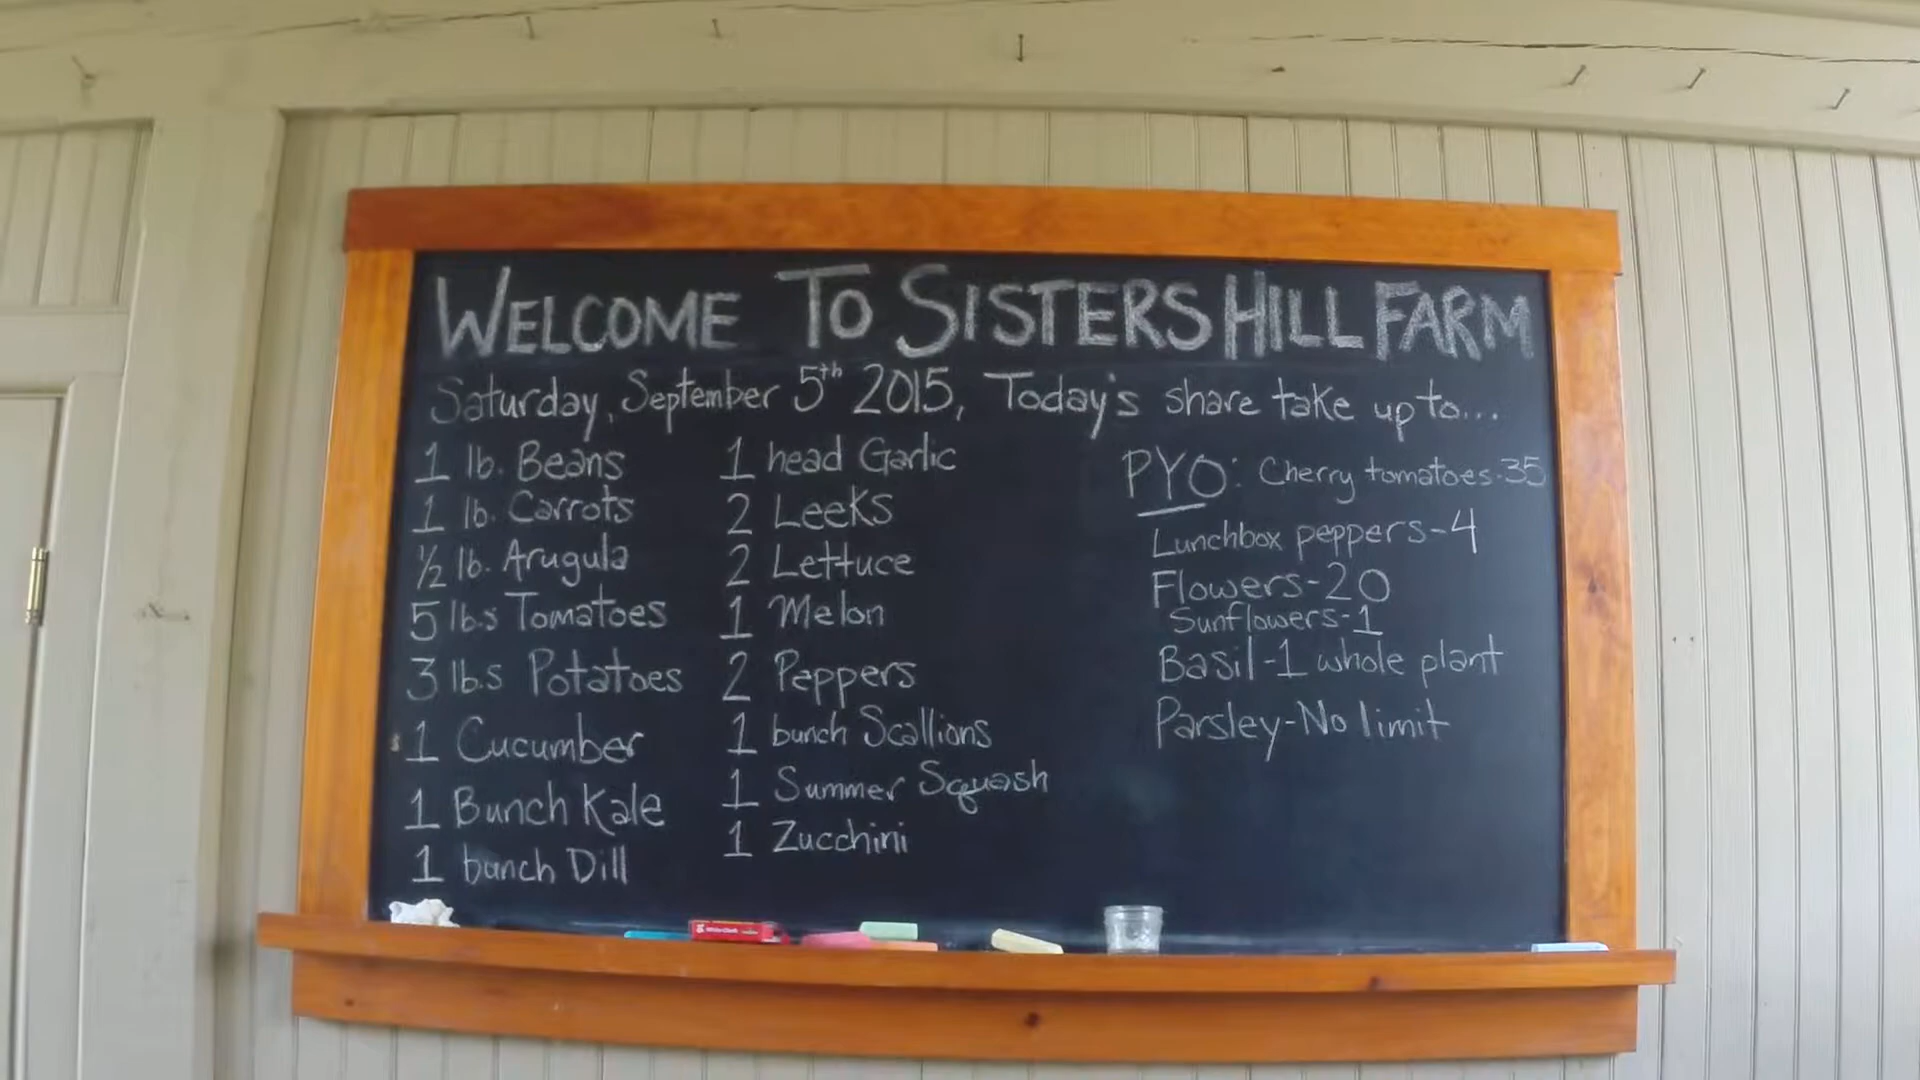 WELCOME TO SISTERS HILL FARM
Saturday, September 5th 2015, Today's share take up to...
1 lb. Beans
1 lb. Carrots
1/2 lb. Arugula
5 lb.s Tomatoes
3 lb.s Potatoes
1 Cucumber
1 Bunch Kale
1 bunch Dill
1 head Garlic
2 Leeks
2 Lettuce
1 Melon
2 Peppers
1 bunch Scallions
1 Summer Squash
1 Zucchini
PYO: Cherry tomatoes-35
Lunchbox peppers-4
Flowers-20
Sunflowers-1
Basil-1 whole plant
Parsley-No limit